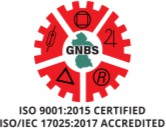 GNBS
R
ISO 9001:2015 CERTIFIED
ISO/IEC 17025:2017 ACCREDITED